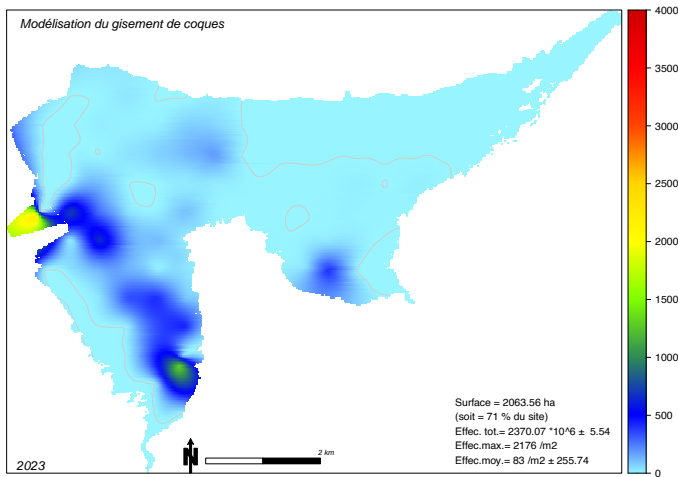 Modélisation du gisement de coques
4000
3500
3000
2500
2000
1500
1000
500
0
Surface = 2063.56 ha
(soit = 71 % du site)
Effec. tot.= 2370.07 *10^6 ± 5.54
Effec.max.= 2176 /m2
Effec.moy.= 83 /m2 ± 255.74
2 km
N
2023